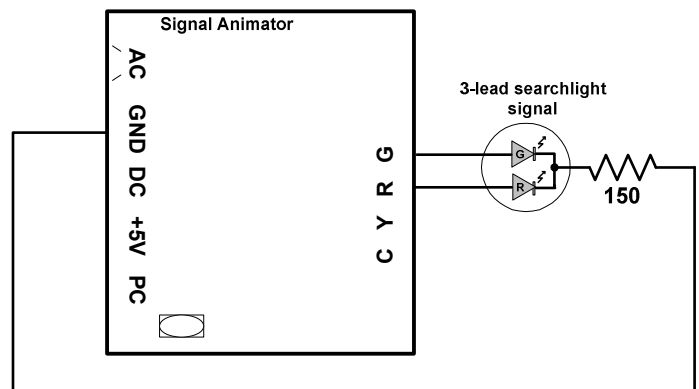 Signal Animator
AC
GND
DC
+5V
PC
G
R
Y
C
3-lead searchlight
signal
G
R
150